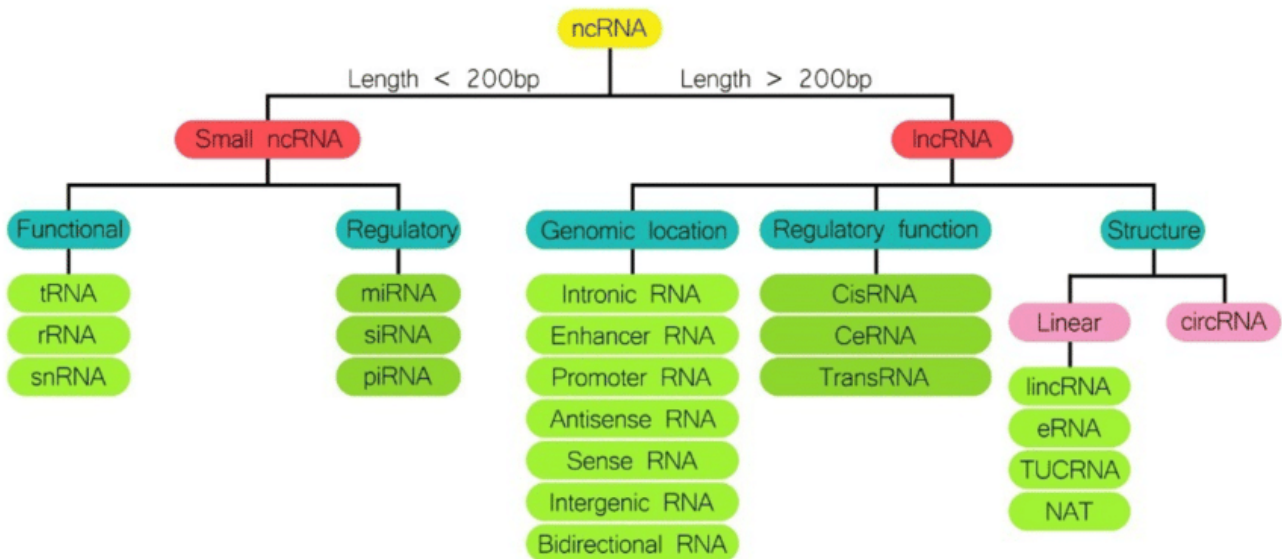 ncRNA
Length < 200bp
Length > 200bp
Small ncRNA
lncRNA
Functional
Regulatory
Genomic location
Regulatory function
Structure
tRNA
rRNA
snRNA
miRNA
siRNA
piRNA
Intronic RNA
Enhancer RNA
Promoter RNA
Antisense RNA
Sense RNA
Intergenic RNA
Bidirectional RNA
CisRNA
CeRNA
TransRNA
Linear
circRNA
lincRNA
eRNA
TUCRNA
NAT